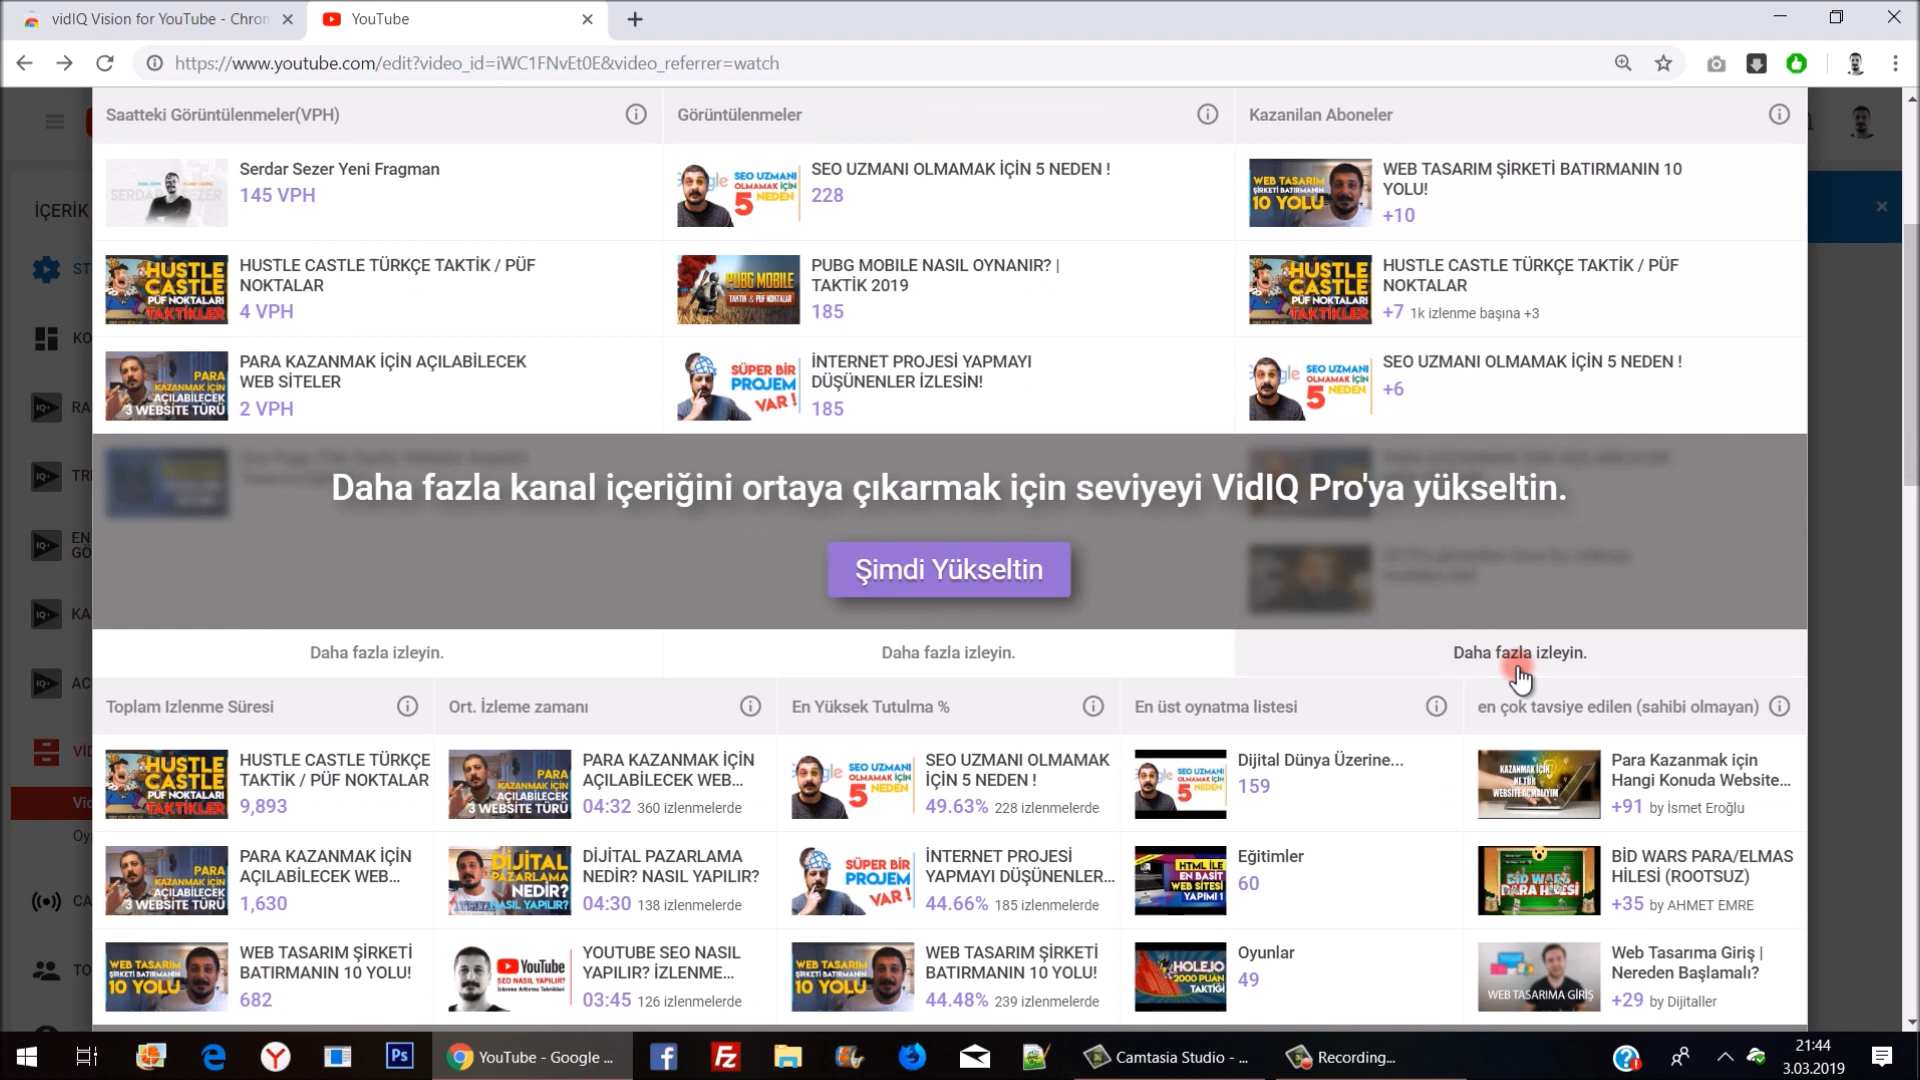 vidIQ Vision for YouTube - Chron
YouTube
https://www.youtube.com/edit?video_id=iWC1FNvEt0E&video_referrer=watch
Saatteki Görüntülenmeler(VPH)
Görüntülenmeler
Kazanilan Aboneler
Serdar Sezer Yeni Fragman
145 VPH
SEO UZMANI OLMAMAK İÇİN 5 NEDEN !
228
WEB TASARIM ŞİRKETİ BATIRMANIN 10
YOLU!
+10
HUSTLE CASTLE TÜRKÇE TAKTİK / PÜF
NOKTALAR
4 VPH
PUBG MOBILE NASIL OYNANIR? |
TAKTİK 2019
185
HUSTLE CASTLE TÜRKÇE TAKTİK / PÜF
NOKTALAR
+7 1k izlenme başına +3
PARA KAZANMAK İÇİN AÇILABİLECEK
WEB SİTELER
2 VPH
İNTERNET PROJESİ YAPMAYI
DÜŞÜNENLER İZLESİN!
185
SEO UZMANI OLMAMAK İÇİN 5 NEDEN !
+6
Daha fazla kanal içeriğini ortaya çıkarmak için seviyeyi VidIQ Pro'ya yükseltin.
Şimdi Yükseltin
Daha fazla izleyin.
Daha fazla izleyin.
Daha fazla izleyin.
Toplam Izlenme Süresi
Ort. İzleme zamanı
En Yüksek Tutulma %
En üst oynatma listesi
en çok tavsiye edilen (sahibi olmayan)
HUSTLE CASTLE TÜRKÇE
TAKTİK / PÜF NOKTALAR
9,893
PARA KAZANMAK İÇİN
AÇILABİLECEK WEB...
04:32 360 izlenmelerde
SEO UZMANI OLMAMAK
İÇİN 5 NEDEN !
49.63% 228 izlenmelerde
Dijital Dünya Üzerine...
159
Para Kazanmak için
Hangi Konuda Website...
+91 by İsmet Eroğlu
PARA KAZANMAK İÇİN
AÇILABİLECEK WEB...
1,630
DİJİTAL PAZARLAMA
NEDİR? NASIL YAPILIR?
04:30 138 izlenmelerde
İNTERNET PROJESİ
YAPMAYI DÜŞÜNENLER...
44.66% 185 izlenmelerde
Eğitimler
60
BİD WARS PARA/ELMAS
HİLESİ (ROOTSUZ)
+35 by AHMET EMRE
WEB TASARIM ŞİRKETİ
BATIRMANIN 10 YOLU!
682
YOUTUBE SEO NASIL
YAPILIR? İZLENME...
03:45 126 izlenmelerde
WEB TASARIM ŞİRKETİ
BATIRMANIN 10 YOLU!
44.48% 239 izlenmelerde
Oyunlar
49
Web Tasarıma Giriş |
Nereden Başlamalı?
+29 by Dijitaller
İÇERİK
YouTube - Google ...
Camtasia Studio - ...
Recording...
21:44
3.03.2019